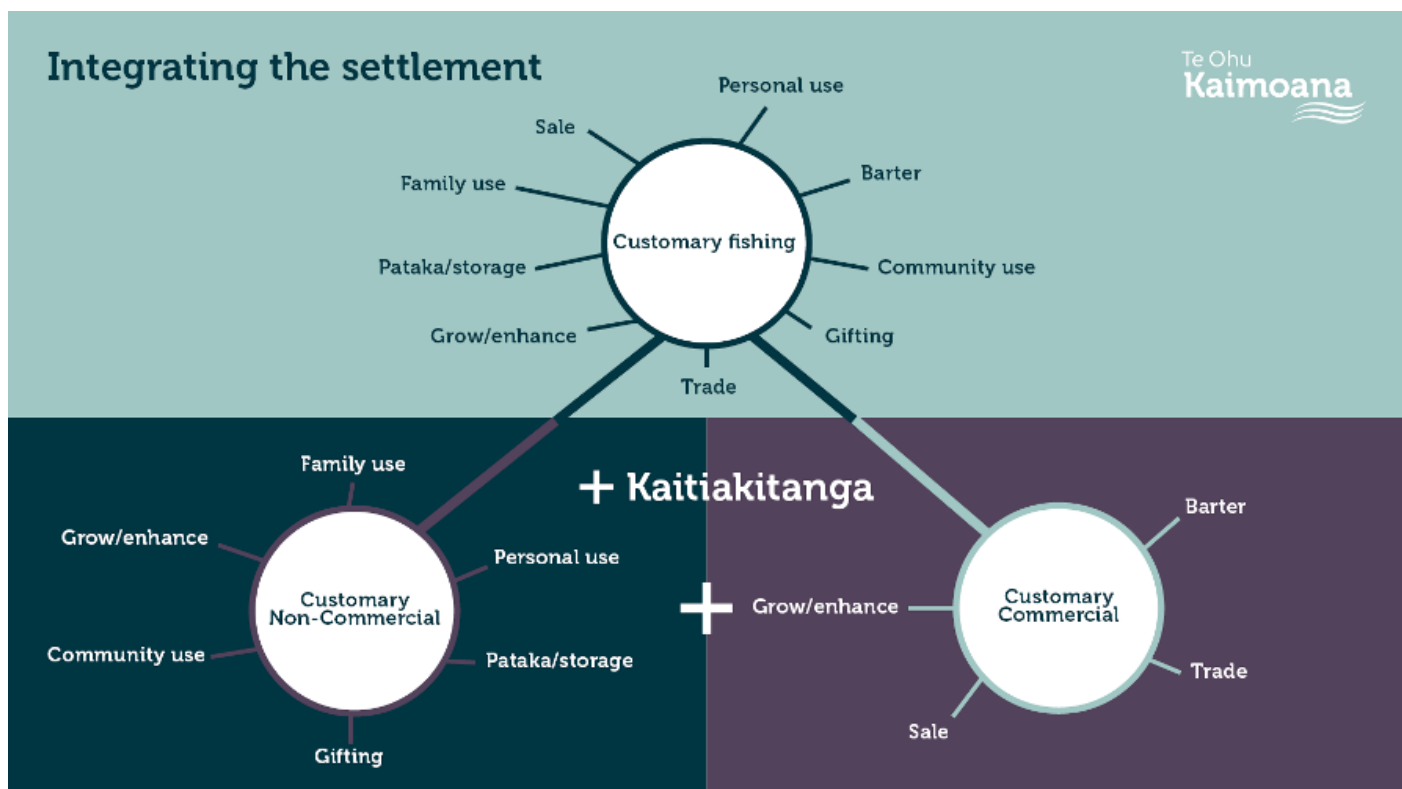 Integrating the settlement
Te Ohu
Kaimoana
Personal use
Sale
Barter
Family use
Customary fishing
Pataka/storage
Community use
Grow/enhance
Gifting
Trade
+ Kaitiakitanga
Family use
Grow/enhance
Personal use
Customary
Non-Commercial
Community use
Pataka/storage
Gifting
+
Barter
Grow/enhance
Customary
Commercial
Trade
Sale